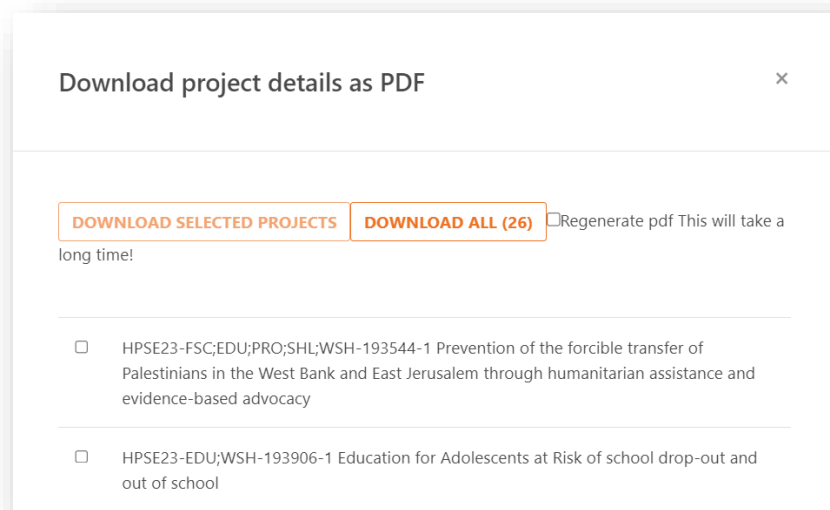 Download project details as PDF
×
DOWNLOAD SELECTED PROJECTS DOWNLOAD ALL (26) Regenerate pdf This will take a
long time!
HPSE23-FSC;EDU;PRO;SHL;WSH-193544-1 Prevention of the forcible transfer of
Palestinians in the West Bank and East Jerusalem through humanitarian assistance and
evidence-based advocacy
HPSE23-EDU;WSH-193906-1 Education for Adolescents at Risk of school drop-out and
out of school